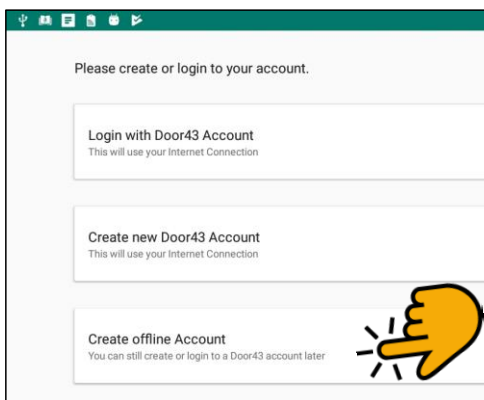 Please create or login to your account.
Login with Door43 Account
This will use your Internet Connection
Create new Door43 Account
This will use your Internet Connection
Create offline Account
You can still create or login to a Door43 account later